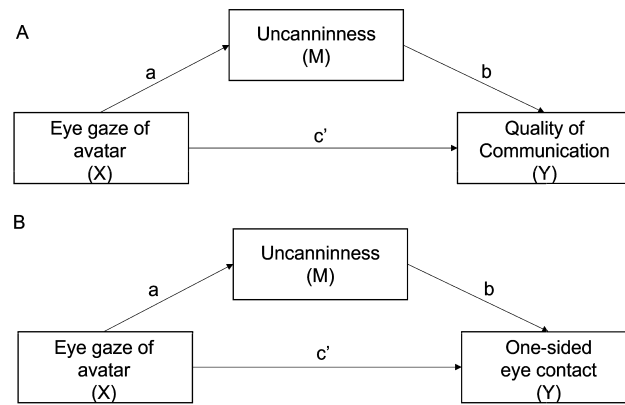 A
Uncanninness
(M)
a
b
Eye gaze of
avatar
(X)
c'
Quality of
Communication
(Y)
B
Uncanninness
(M)
a
b
Eye gaze of
avatar
(X)
c'
One-sided
eye contact
(Y)